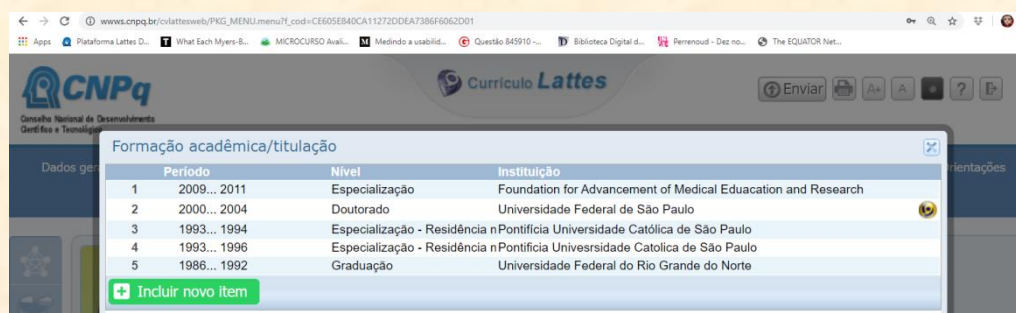 wwws.cnpq.br/cvlattesweb/PKG_MENU.menu?f_cod=CE605E840CA11272DDEA7386F6062D01
Apps Plataforma Lattes D... What Each Myers-B... MICROCURSO Avali... Medindo a usabilid... Questão 845910 -... Biblioteca Digital d... Perrenoud - Dez no... The EQUATOR Net...
CNPq
Conselho Nacional de Desenvolvimento
Científico e Tecnológico
Currículo Lattes
Enviar A+ A ?
Dados ger
rientações
Formação acadêmica/titulação
Período Nível Instituição
1 2009... 2011 Especialização Foundation for Advancement of Medical Eduacation and Research
2 2000... 2004 Doutorado Universidade Federal de São Paulo
3 1993... 1994 Especialização - Residência n Pontifícia Universidade Católica de São Paulo
4 1993... 1996 Especialização - Residência n Pontificia Univesrsidade Catolica de São Paulo
5 1986... 1992 Graduação Universidade Federal do Rio Grande do Norte
+ Incluir novo item